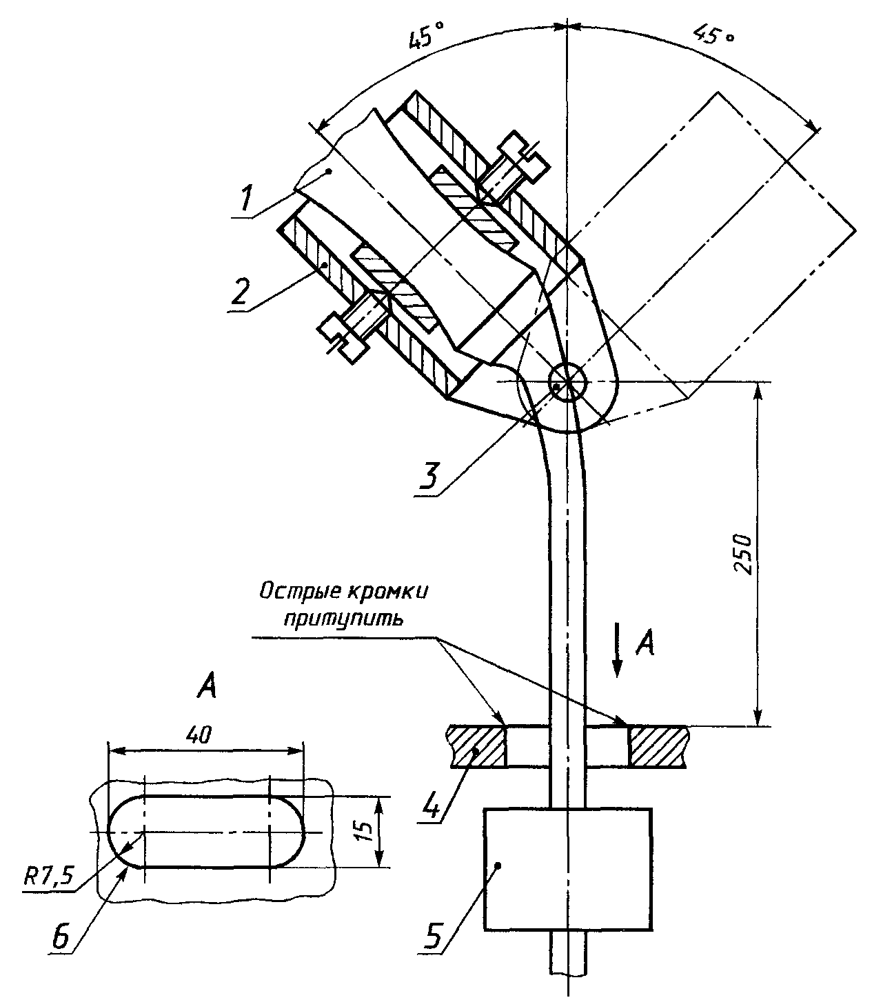 45°
45°
1
2
3
250
Острые кромки
притупить
А
А
40
4
15
R7,5
6
5